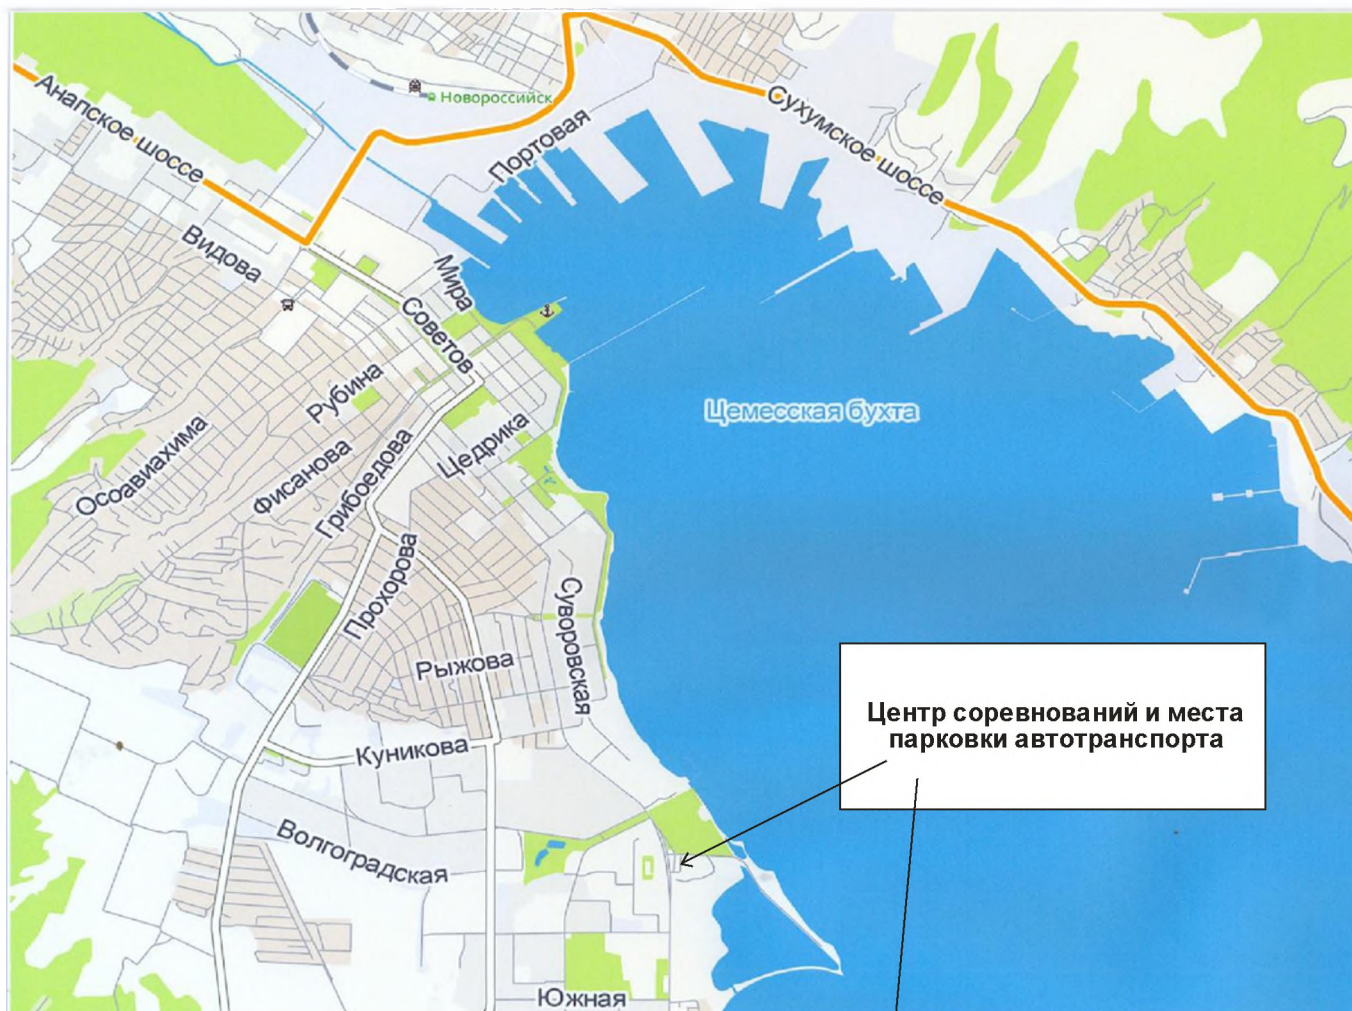 Анапское шоссе
Новороссийск
Портовая
Сухумское шоссе
Видова
Мира
Советов
Рубина
Цемесская бухта
Осоавиахима
Фисанова
Грибоедова
Цедрика
Прохорова
Суворовская
Рыжова
Куникова
Волгоградская
Южная
Центр соревнований и места
парковки автотранспорта